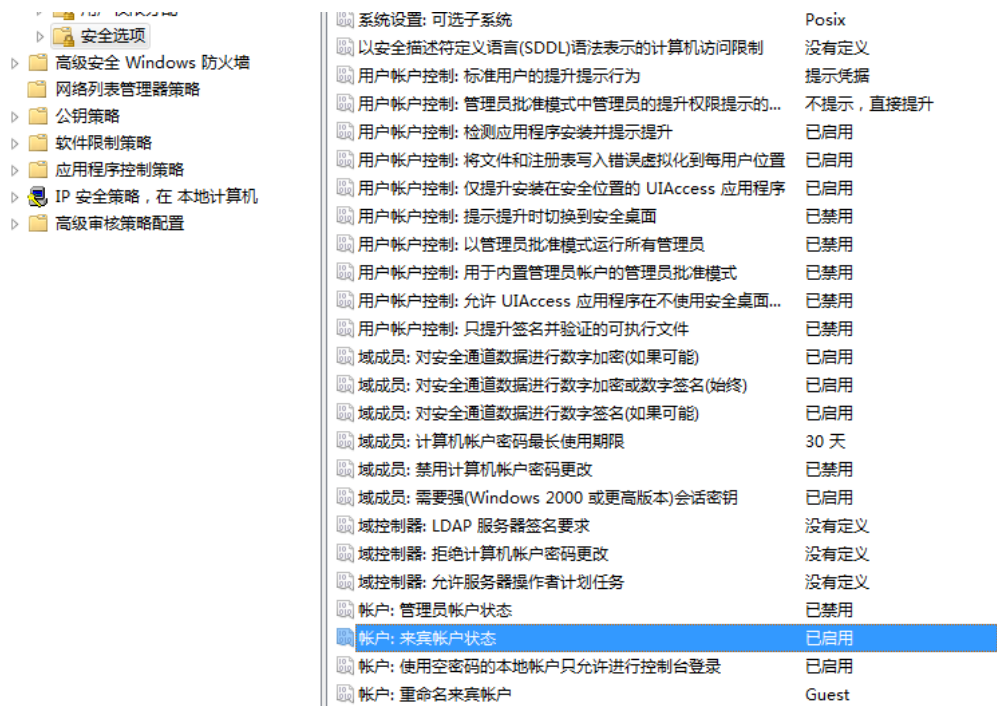 安全选项
高级安全 Windows 防火墙
网络列表管理器策略
公钥策略
软件限制策略
应用程序控制策略
IP 安全策略，在 本地计算机
高级审核策略配置
系统设置: 可选子系统 Posix
以安全描述符定义语言(SDDL)语法表示的计算机访问限制 没有定义
用户帐户控制: 标准用户的提升提示行为 提示凭据
用户帐户控制: 管理员批准模式中管理员的提升权限提示的... 不提示，直接提升
用户帐户控制: 检测应用程序安装并提示提升 已启用
用户帐户控制: 将文件和注册表写入错误虚拟化到每用户位置 已启用
用户帐户控制: 仅提升安装在安全位置的 UIAccess 应用程序 已启用
用户帐户控制: 提示提升时切换到安全桌面 已禁用
用户帐户控制: 以管理员批准模式运行所有管理员 已禁用
用户帐户控制: 用于内置管理员帐户的管理员批准模式 已禁用
用户帐户控制: 允许 UIAccess 应用程序在不使用安全桌面... 已禁用
用户帐户控制: 只提升签名并验证的可执行文件 已禁用
域成员: 对安全通道数据进行数字加密(如果可能) 已启用
域成员: 对安全通道数据进行数字加密或数字签名(始终) 已启用
域成员: 对安全通道数据进行数字签名(如果可能) 已启用
域成员: 计算机帐户密码最长使用期限 30 天
域成员: 禁用计算机帐户密码更改 已禁用
域成员: 需要强(Windows 2000 或更高版本)会话密钥 已启用
域控制器: LDAP 服务器签名要求 没有定义
域控制器: 拒绝计算机帐户密码更改 没有定义
域控制器: 允许服务器操作者计划任务 没有定义
帐户: 管理员帐户状态 已禁用
帐户: 来宾帐户状态 已启用
帐户: 使用空密码的本地帐户只允许进行控制台登录 已启用
帐户: 重命名来宾帐户 Guest